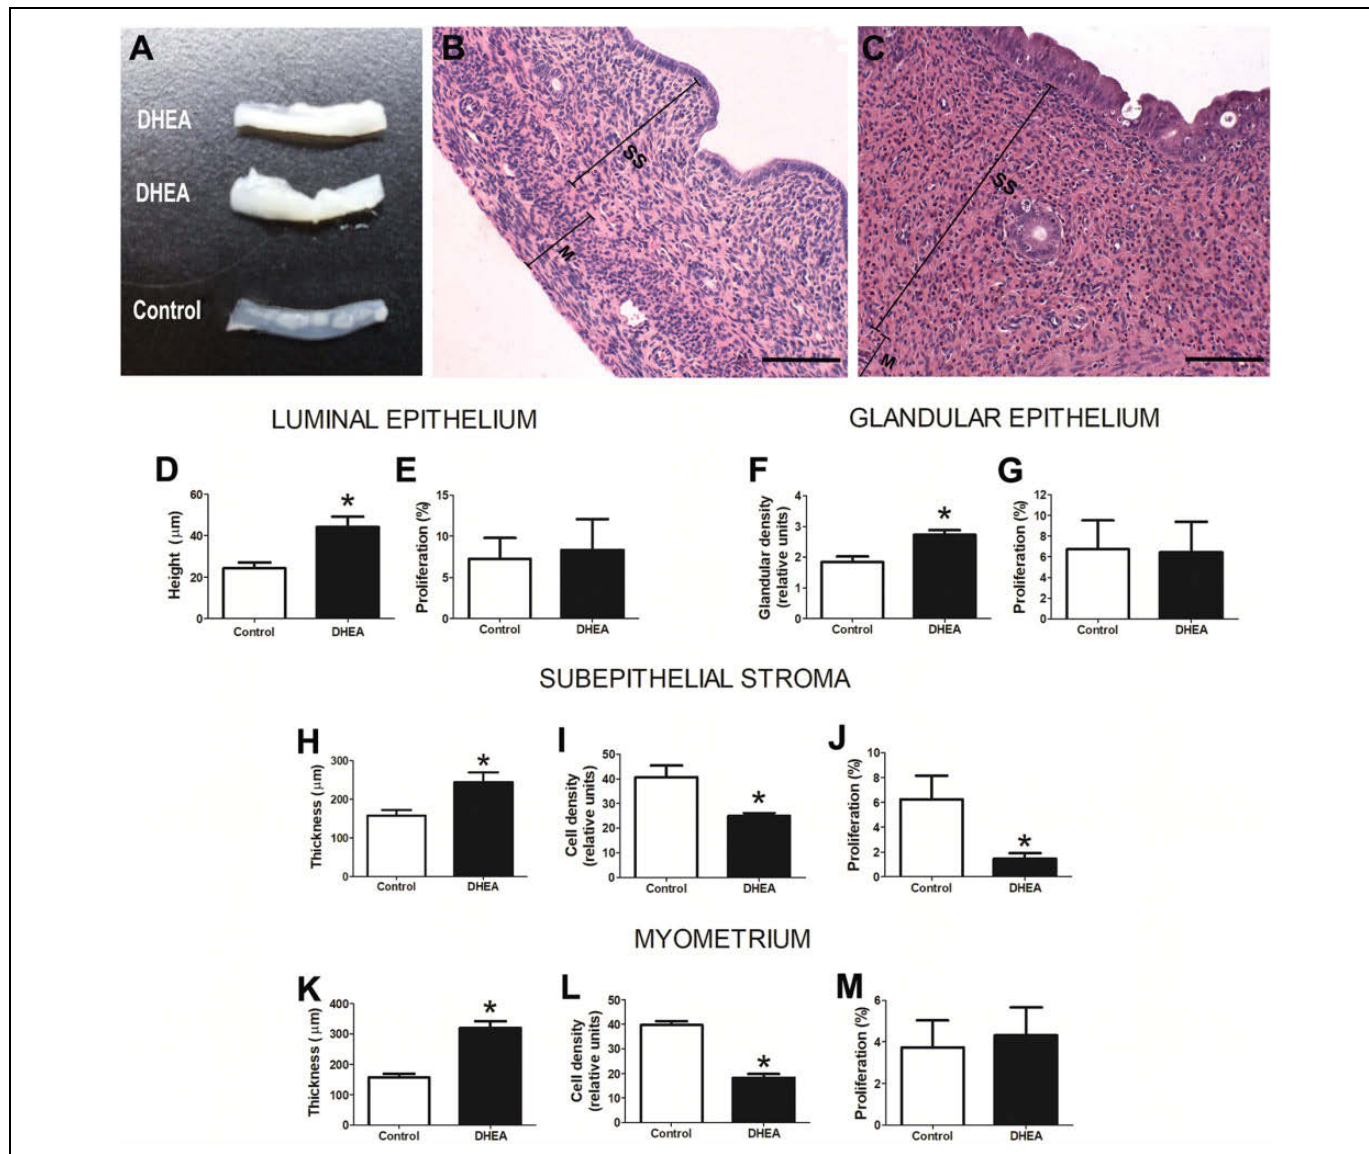 A
B
C
DHEA
DHEA
Control
SS
M
SS
M
LUMINAL EPITHELIUM
GLANDULAR EPITHELIUM
D
E
F
G
Height (μm)
60
40
20
0
*
Control
DHEA
Proliferation (%)
15
10
5
0
Control
DHEA
Glandular density
(relative units)
4
3
2
1
0
*
Control
DHEA
Proliferation (%)
12
10
8
6
4
2
0
Control
DHEA
SUBEPITHELIAL STROMA
H
I
J
Thickness (μm)
300
200
100
0
*
Control
DHEA
Cell density
(relative units)
50
40
30
20
10
0
*
Control
DHEA
Proliferation (%)
10
8
6
4
2
0
*
Control
DHEA
MYOMETRIUM
K
L
M
Thickness (μm)
400
300
200
100
0
*
Control
DHEA
Cell density
(relative units)
50
40
30
20
10
0
*
Control
DHEA
Proliferation (%)
6
4
2
0
Control
DHEA